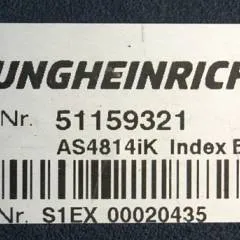 UNGHEINRICH
Nr. 51159321
AS4814iK Index B
Nr. S1EX 00020435